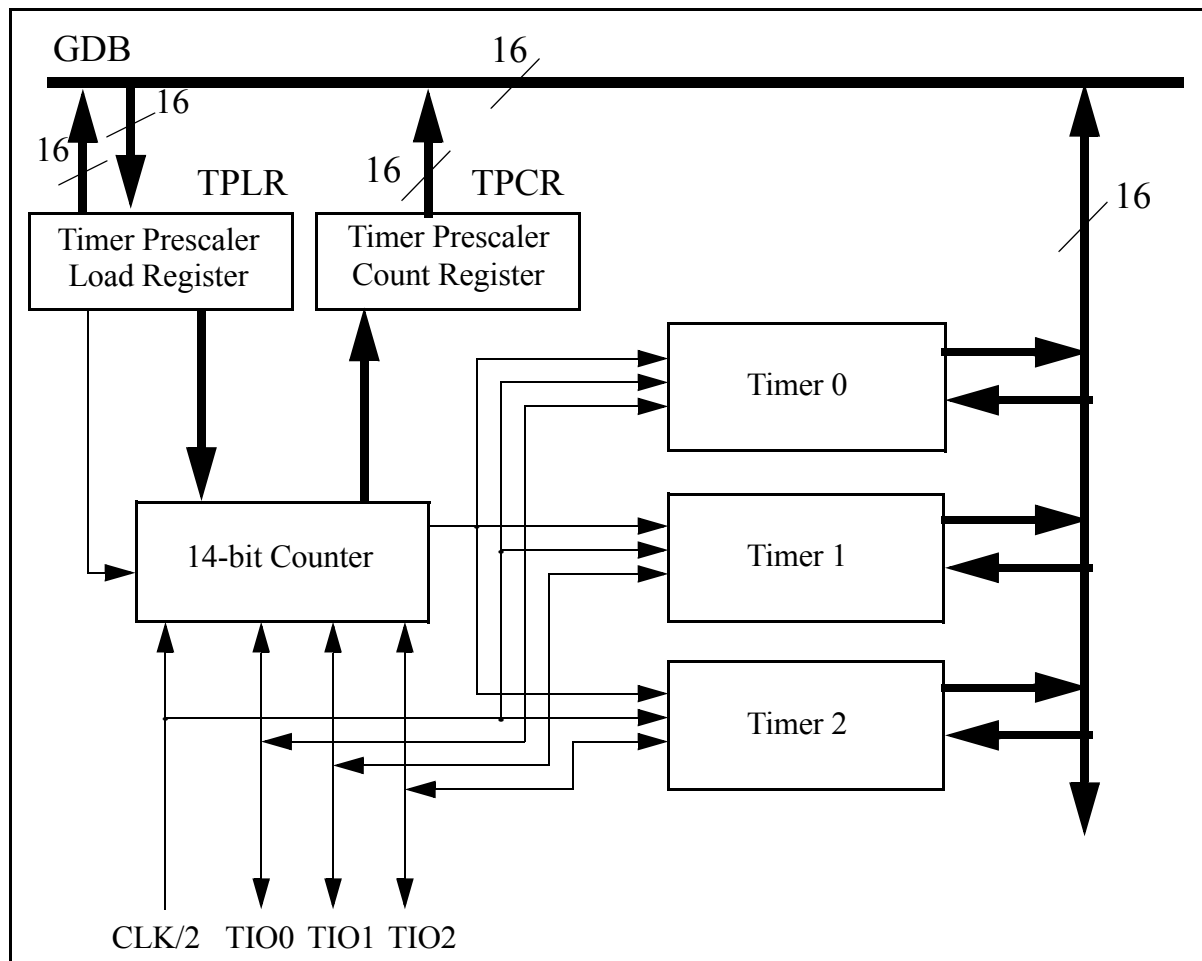 GDB
16
16
16
TPLR
16
TPCR
16
Timer Prescaler
Load Register
Timer Prescaler
Count Register
Timer 0
14-bit Counter
Timer 1
Timer 2
CLK/2
TIO0
TIO1
TIO2